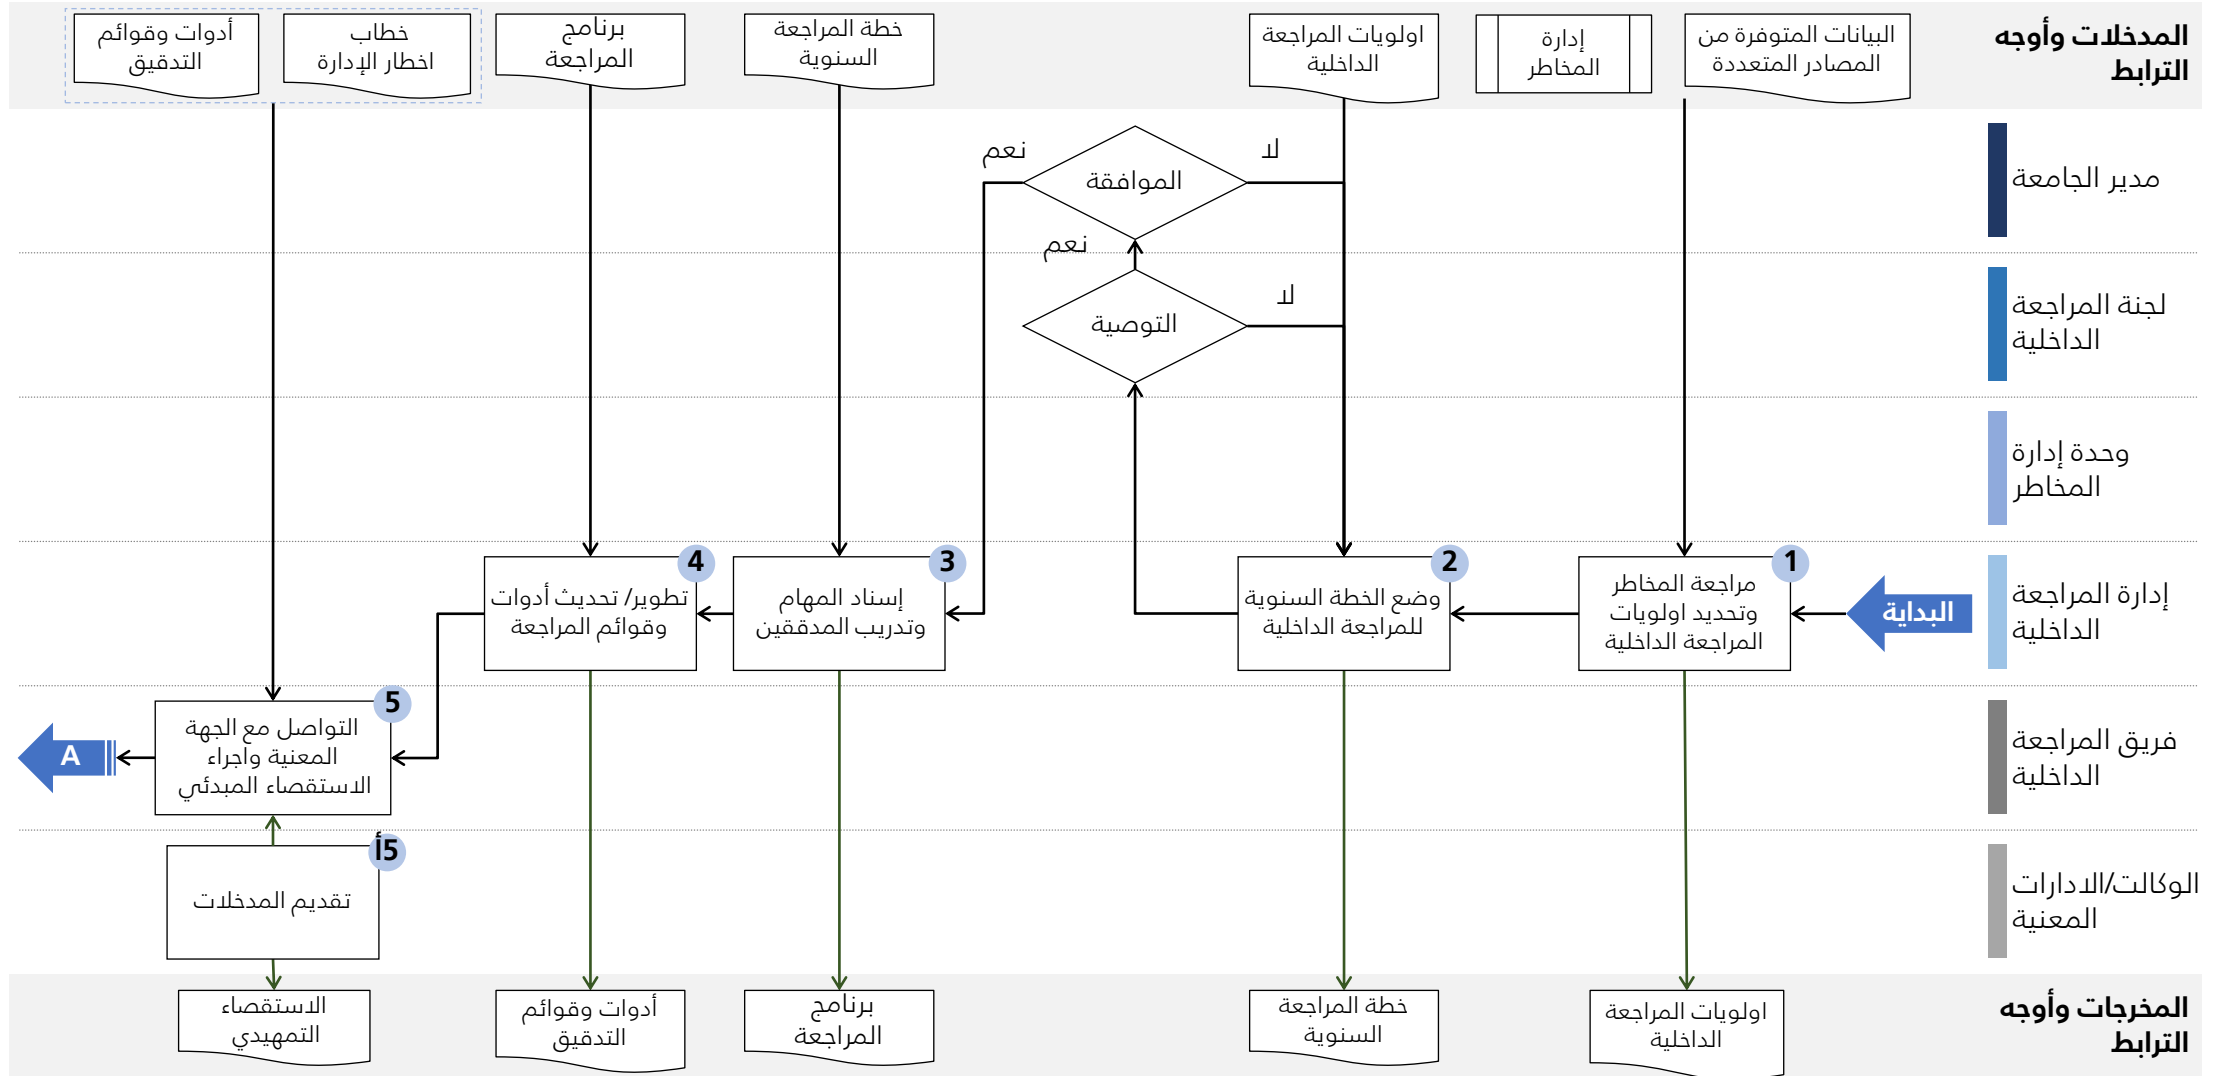 المدخلات وأوجه
الترابط
البيانات المتوفرة من
المصادر المتعددة
إدارة
المخاطر
اولويات المراجعة
الداخلية
خطة المراجعة
السنوية
برنامج
المراجعة
خطاب
اخطار الإدارة
أدوات وقوائم
التدقيق
مدير الجامعة
لا
الموافقة
نعم
نعم
لجنة المراجعة
الداخلية
لا
التوصية
وحدة إدارة
المخاطر
إدارة المراجعة
الداخلية
البداية
1
مراجعة المخاطر
وتحديد اولويات
المراجعة الداخلية
2
وضع الخطة السنوية
للمراجعة الداخلية
3
إسناد المهام
وتدريب المدققين
4
تطوير/ تحديث أدوات
وقوائم المراجعة
فريق المراجعة
الداخلية
5
التواصل مع الجهة
المعنية واجراء
الاستقصاء المبدئي
A
الوكالت/الادارات
المعنية
5أ
تقديم المدخلات
المخرجات وأوجه
الترابط
اولويات المراجعة
الداخلية
خطة المراجعة
السنوية
برنامج
المراجعة
أدوات وقوائم
التدقيق
الاستقصاء
التمهيدي